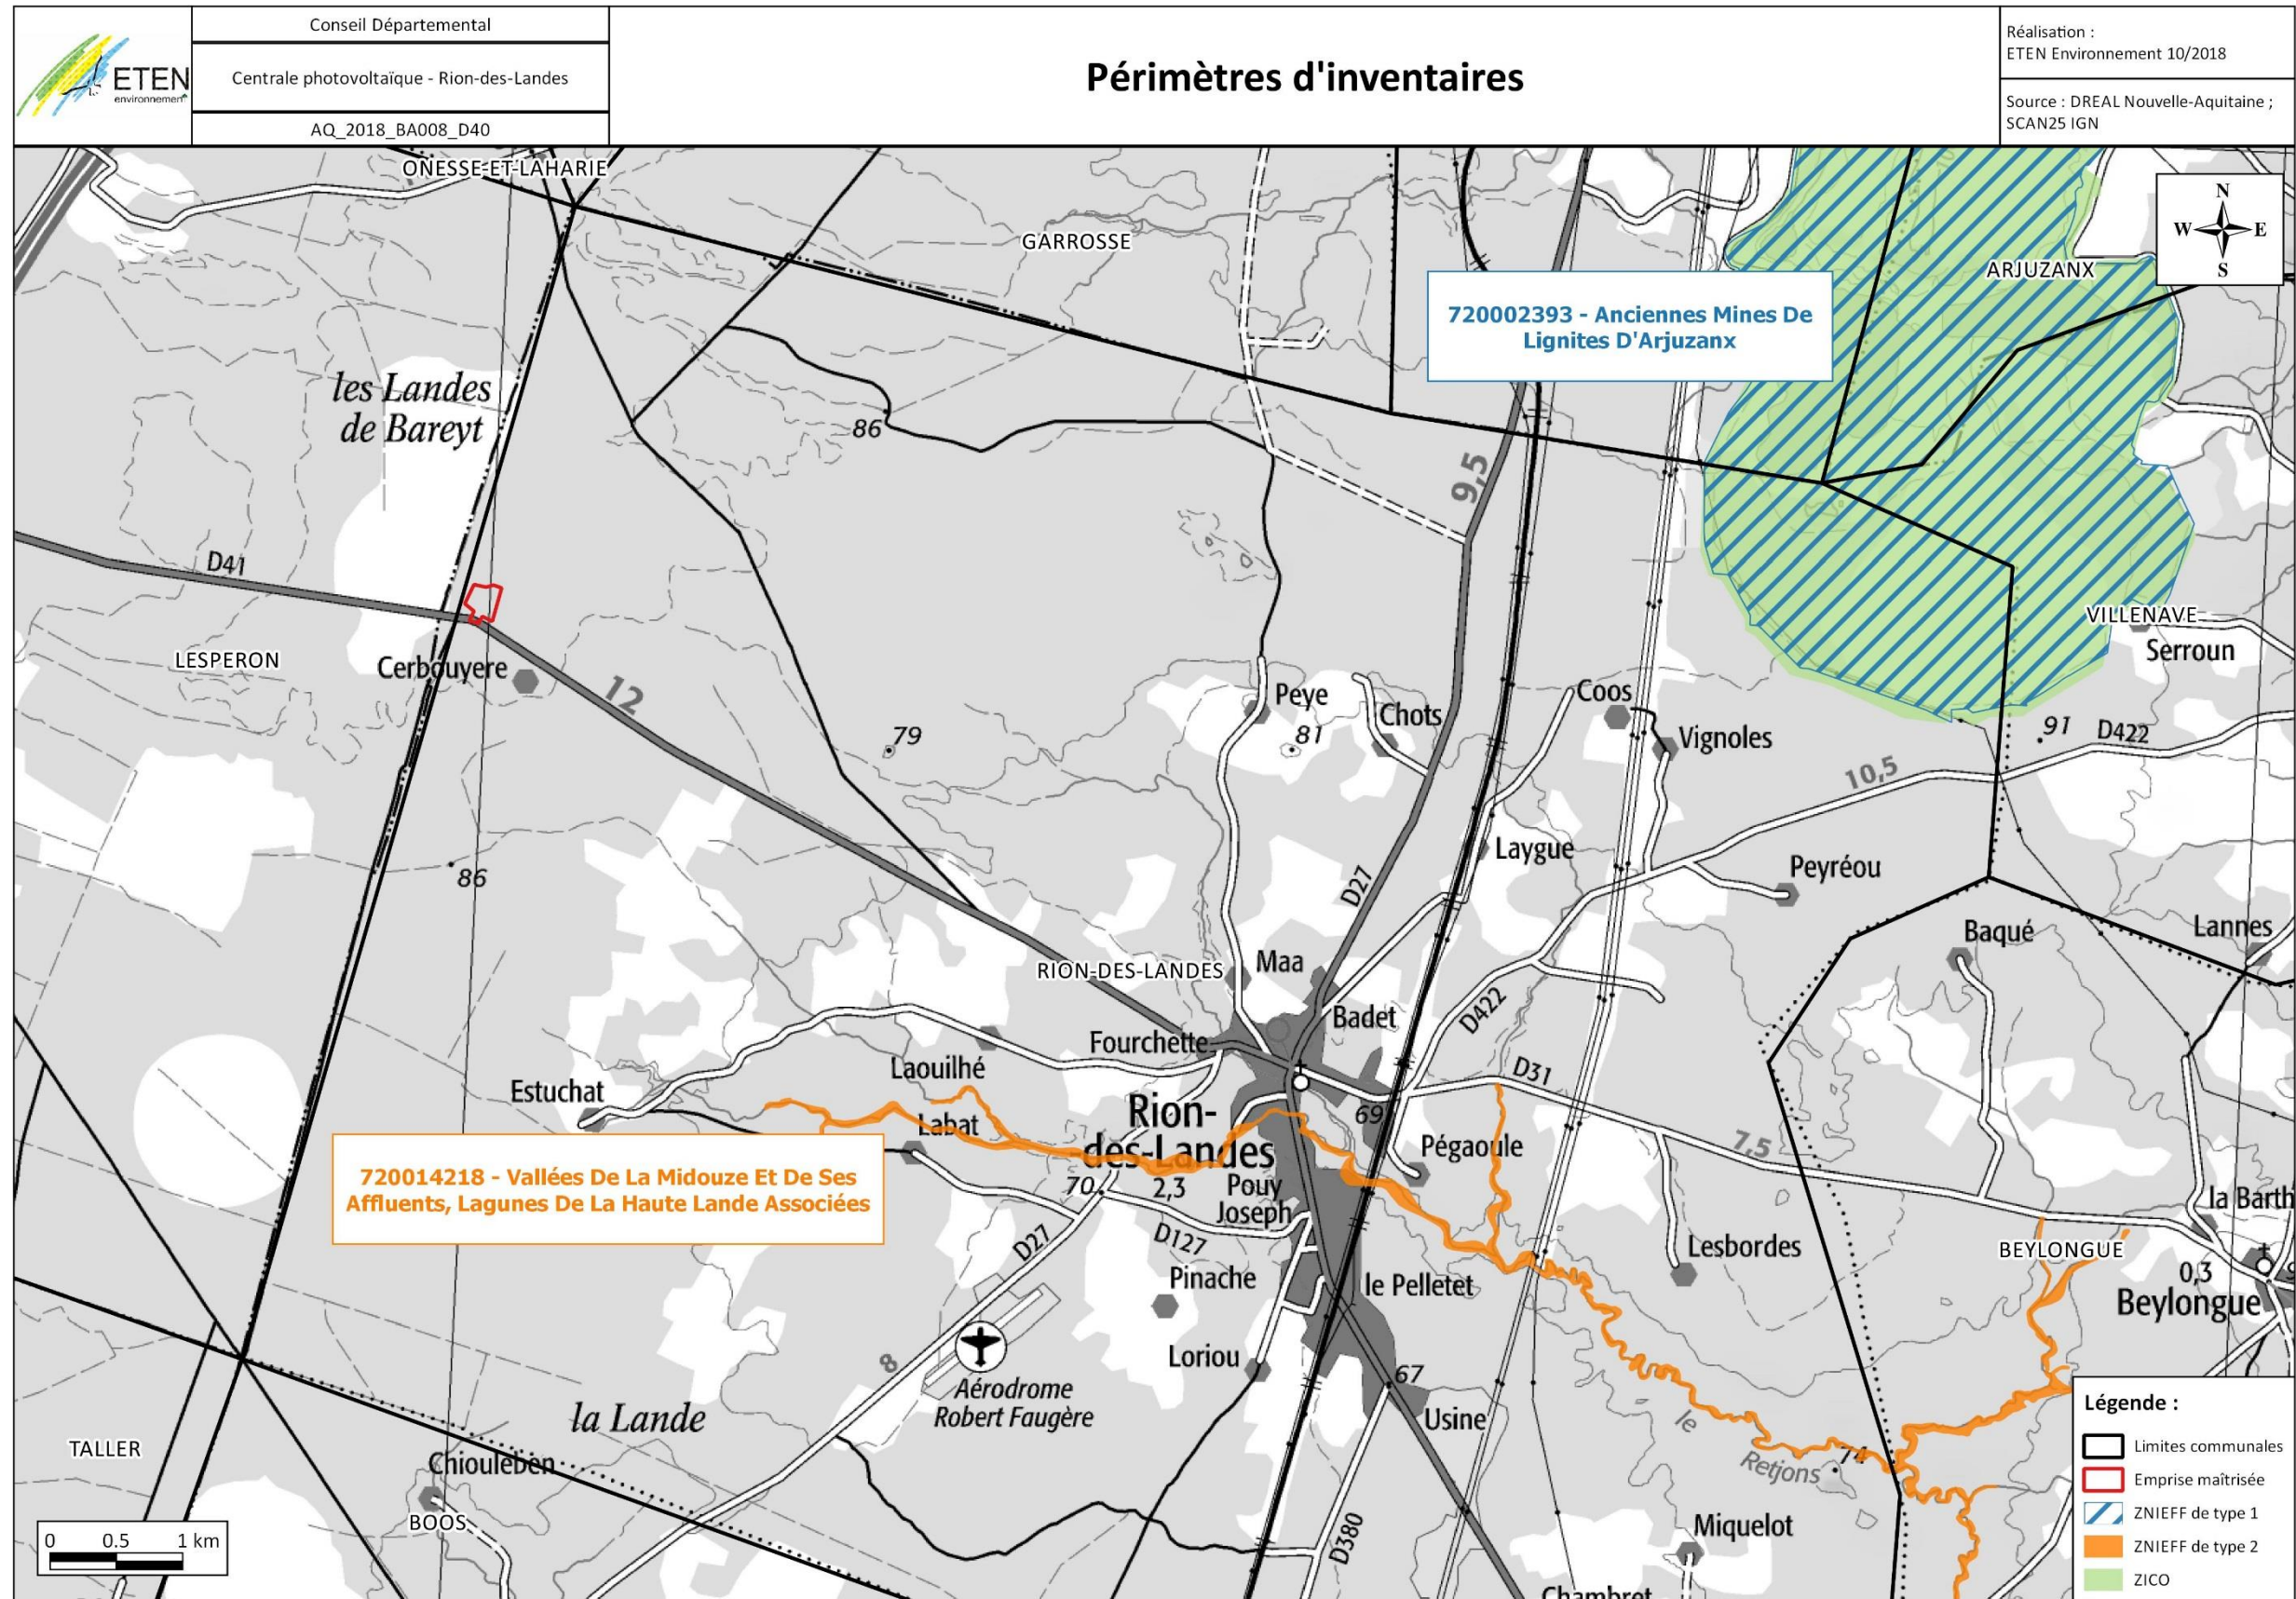 ETEN
environnement
Conseil Départemental
Centrale photovoltaïque - Rion-des-Landes
AQ_2018_BA008_D40
Périmètres d'inventaires
Réalisation :
ETEN Environnement 10/2018
Source : DREAL Nouvelle-Aquitaine ;
SCAN25 IGN
ONESSE-ET-LAHARIE
GARROSSE
N
W
E
S
ARJUZANX
720002393 - Anciennes Mines De
Lignites D'Arjuzanx
les Landes
de Bareyt
86
9,5
D41
LESPERON
Cerbouyere
12
VILLENAVE
Serroun
Peye
81
Chots
Coos
Vignoles
79
91
D422
10,5
86
Laygue
Peyréou
D27
Baqué
Lannes
RION-DES-LANDES
Maa
Badet
D422
Fourchette
Laouilhé
Estuchat
D31
Labat
Rion-
des-Landes
69
Pégaoule
7,5
720014218 - Vallées De La Midouze Et De Ses
Affluents, Lagunes De La Haute Lande Associées
70
2,3
Pouy
Joseph
la Barth
D27
D127
Lesbordes
BEYLONGUE
0,3
Beylongue
Pinache
le Pelletet
8
Loriou
67
Aérodrome
Robert Faugère
Usine
la Lande
le
Retjons
74
TALLER
Chiouleben
BOOS
D380
Miquelot
Chambret
0 0.5 1 km
Légende :
Limites communales
Emprise maîtrisée
ZNIEFF de type 1
ZNIEFF de type 2
ZICO